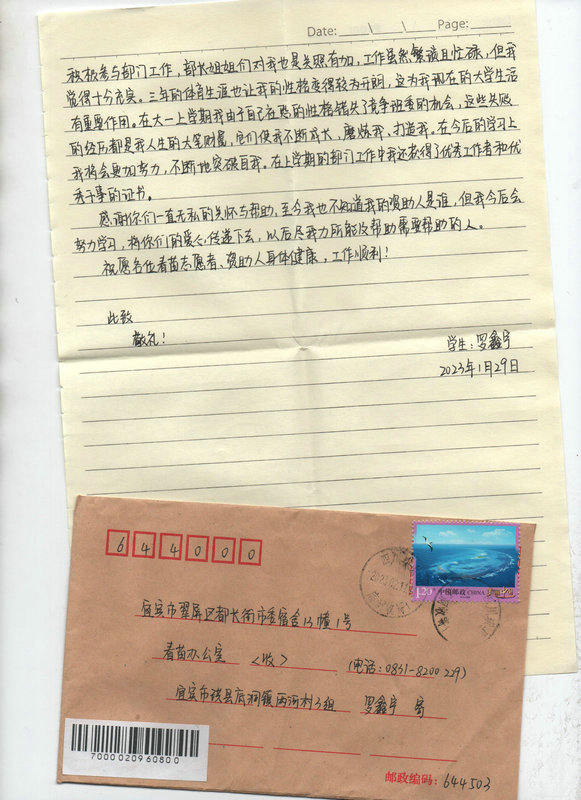 Date: Page:
积极参与部门工作，部长姐姐们对我也是关照有加，工作虽然繁琐且忙碌，但我
觉得十分充实。三年的体育生涯也让我的性格变得较为开朗，这为我现在的大学生活
有重要作用。在大一上学期我由于自己在愚的性格错失了竞争班委的机会，这些失败
的经历都是我人生的大笔财富，它们使我不断成长，磨炼我、打造我。在今后的学习上
我将会更加努力，不断地突破自我。在上学期的部门工作中我还获得了优秀工作者和优
秀干事的证书。
感谢你们一直无私的关怀与帮助，至今我也不知道我的资助人是谁，但我今后会
努力学习，将你们的爱心传递下去，以后尽我力所能及帮助需要帮助的人。
祝愿各位看苗志愿者、资助人身体健康，工作顺利！
此致
敬礼！
学生：罗鑫宇
2023年1月29日
644000
中国邮政 CHINA
1.20
宜宾市翠屏区都长街市委宿舍13幢1号
看苗办公室 <收> (电话：0831-8200229)
宜宾市珙县底洞镇两河村3组 罗鑫宇 寄
7000020960800
邮政编码：644503